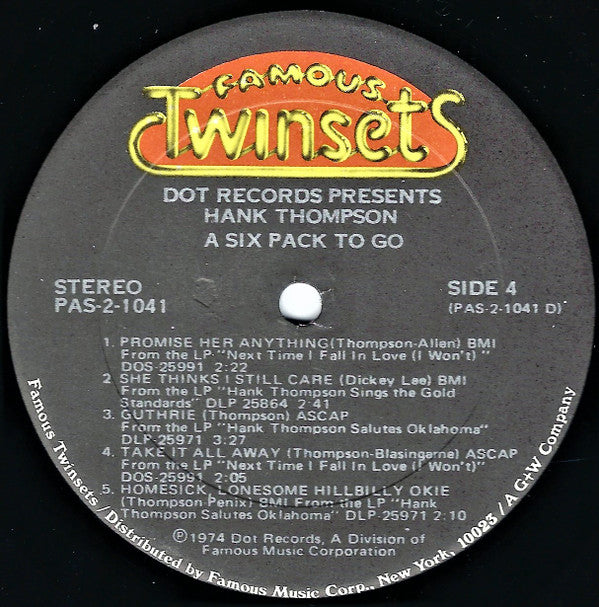 FAMOUS
Twinsets
DOT RECORDS PRESENTS
HANK THOMPSON
A SIX PACK TO GO
STEREO
PAS-2-1041
SIDE 4
(PAS-2-1041 D)
1. PROMISE HER ANYTHING(Thompson-Allen) BMI
From the LP "Next Time I Fall In Love (I Won't) "
DOS-25991 2:22
2. SHE THINKS I STILL CARE (Dickey Lee) BMI
From the LP "Hank Thompson Sings the Gold
Standards" DLP 25864 2:41
3. GUTHRIE (Thompson) ASCAP
From the LP "Hank Thompson Salutes Oklahoma"
DLP-25971 3:27
4. TAKE IT ALL AWAY (Thompson-Blasingame) ASCAP
From the LP "Next Time I Fall In Love (I Won't)"
DOS-25991 2:05
5. HOMESICK, LONESOME HILLBILLY OKIE
(Thompson-Penix) BMI From the LP "Hank
Thompson Salutes Oklahoma" DLP-25971 2:10
℗1974 Dot Records, A Division of
Famous Music Corporation
Famous Twinsets/Distributed by Famous Music Corp., New York, 10023/A G+W Company